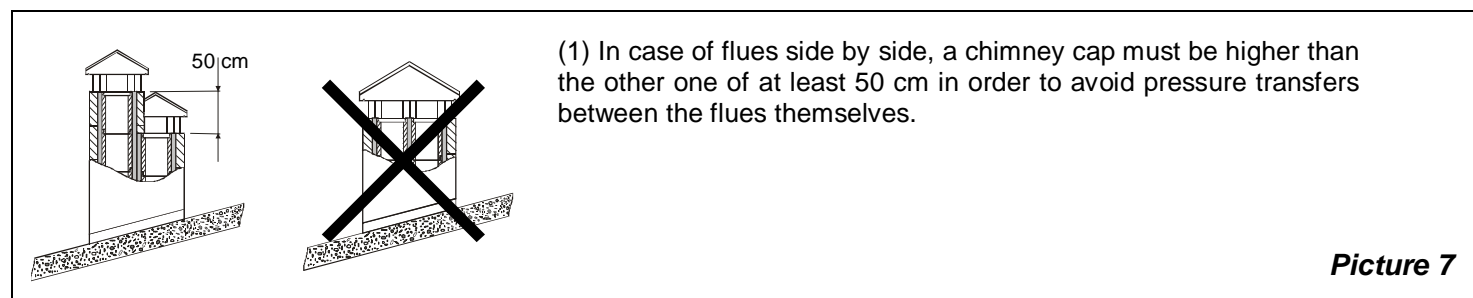 50 cm
(1) In case of flues side by side, a chimney cap must be higher than
the other one of at least 50 cm in order to avoid pressure transfers
between the flues themselves.
Picture 7